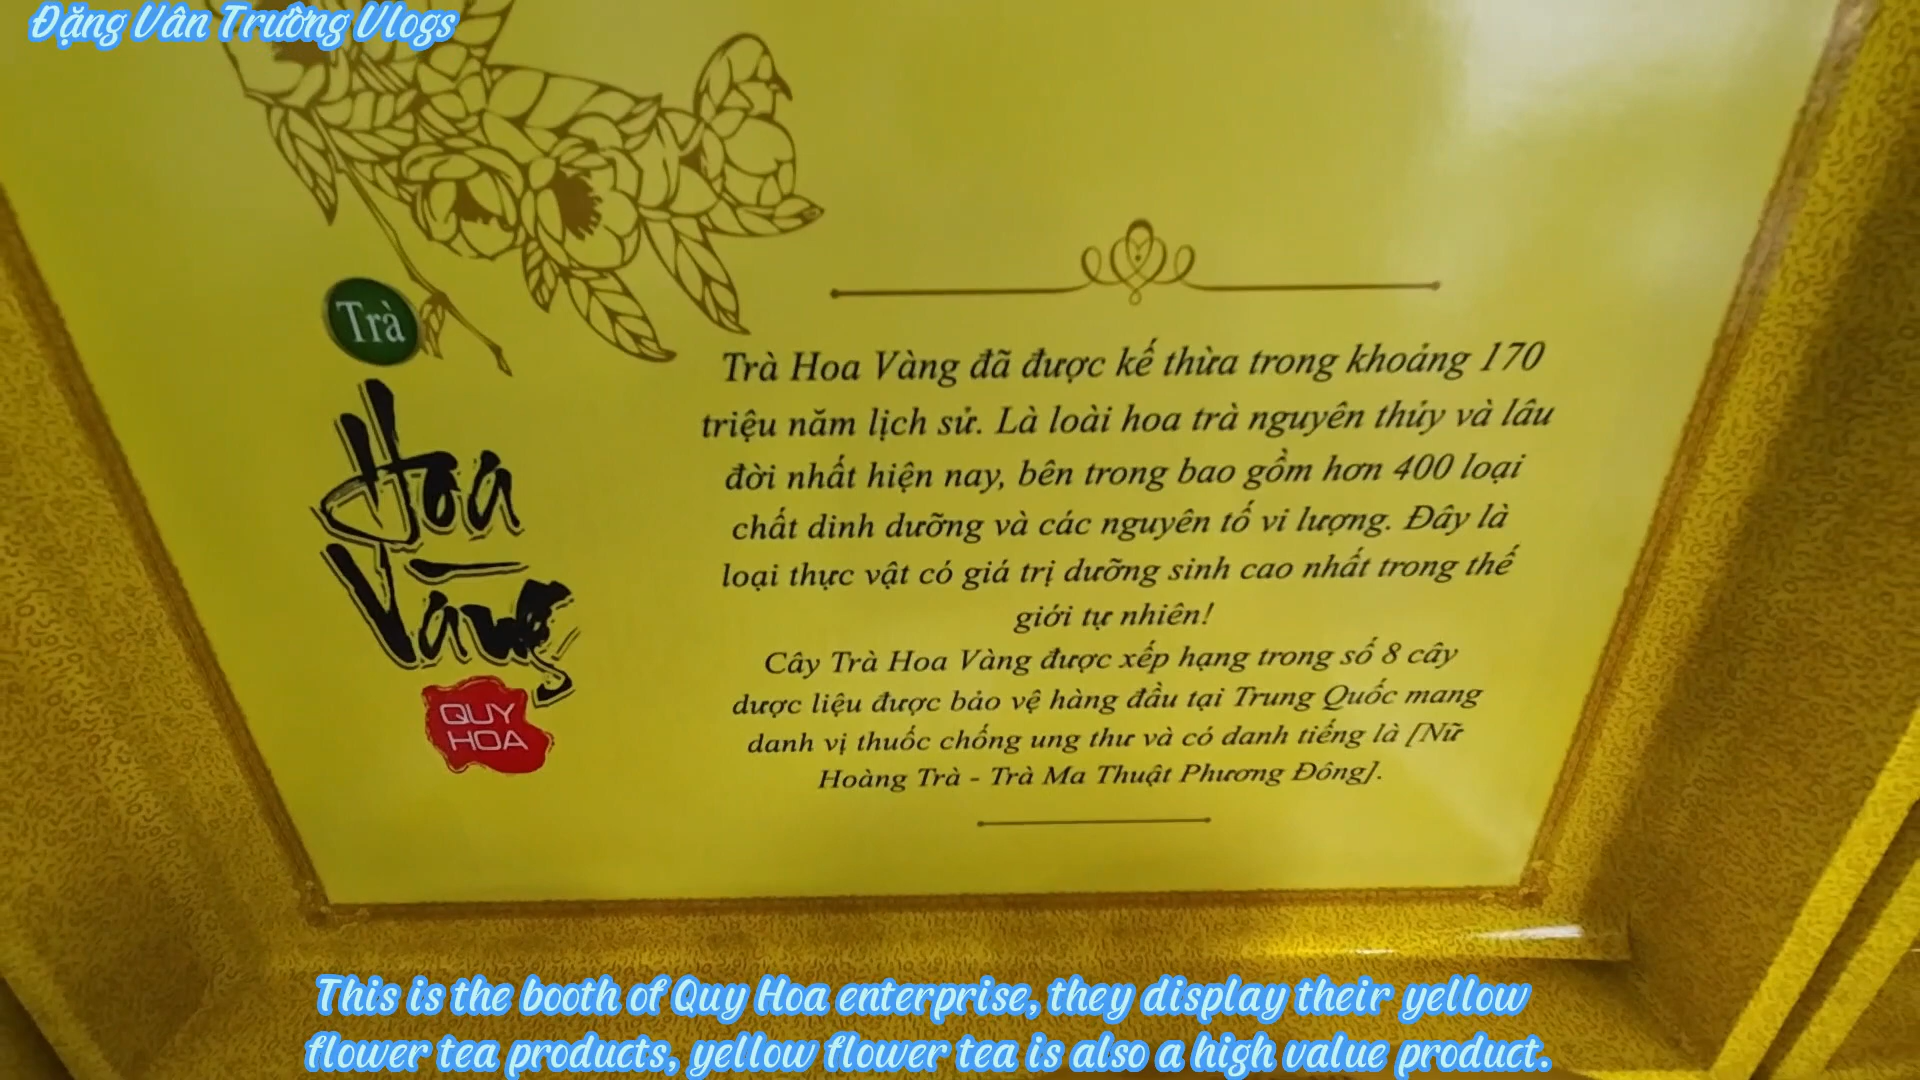 Đặng Vân Trường Vlogs
Trà
Hoa
Vàng
QUY
HOA
Trà Hoa Vàng đã được kế thừa trong khoảng 170
triệu năm lịch sử. Là loài hoa trà nguyên thủy và lâu
đời nhất hiện nay, bên trong bao gồm hơn 400 loại
chất dinh dưỡng và các nguyên tố vi lượng. Đây là
loại thực vật có giá trị dưỡng sinh cao nhất trong thế
giới tự nhiên!
Cây Trà Hoa Vàng được xếp hạng trong số 8 cây
dược liệu được bảo vệ hàng đầu tại Trung Quốc mang
danh vị thuốc chống ung thư và có danh tiếng là [Nữ
Hoàng Trà - Trà Ma Thuật Phương Đông].
This is the booth of Quy Hoa enterprise, they display their yellow
flower tea products, yellow flower tea is also a high value product.